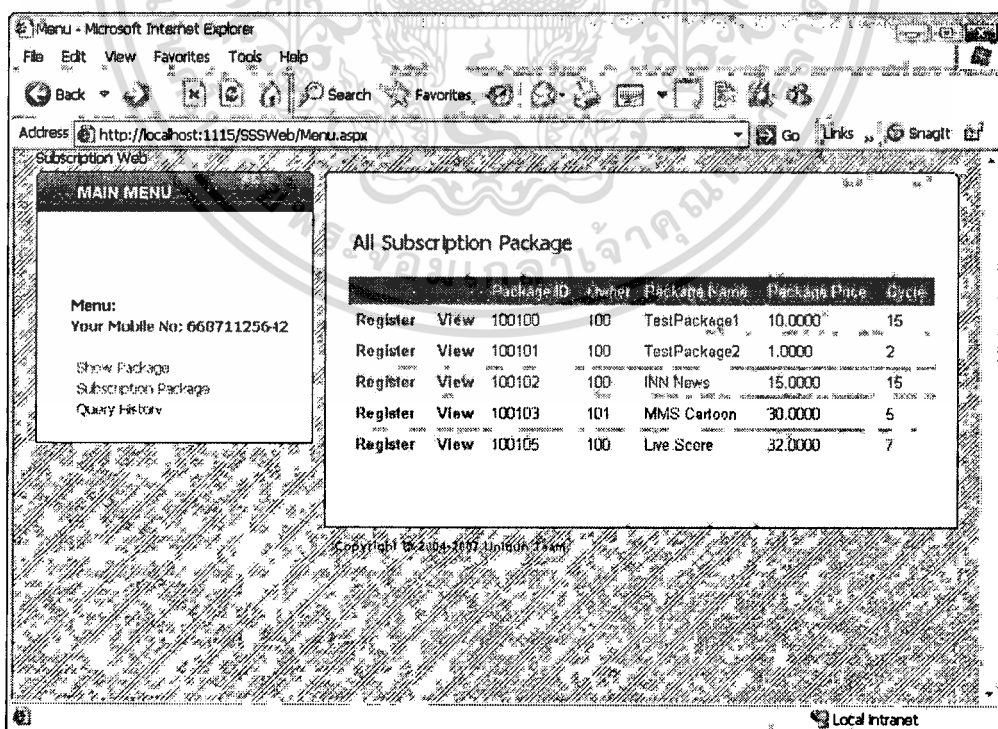 Menu - Microsoft Internet Explorer
File Edit View Favorites Tools Help
Back Search Favorites
Address http://localhost:1115/SSSWeb/Menu.aspx Go Links » SnagIt
Subscription Web
MAIN MENU
Menu:
Your Mobile No: 66871125642
Show Package
Subscription Package
Query History
All Subscription Package
Package ID Owner Package Name Package Price Cycle
Register View 100100 100 TestPackage1 10.0000 15
Register View 100101 100 TestPackage2 1.0000 2
Register View 100102 100 INN News 15.0000 15
Register View 100103 101 MMS Cartoon 30.0000 5
Register View 100105 100 Live Score 32.0000 7
Copyright © 2004-2007 Team
Local intranet